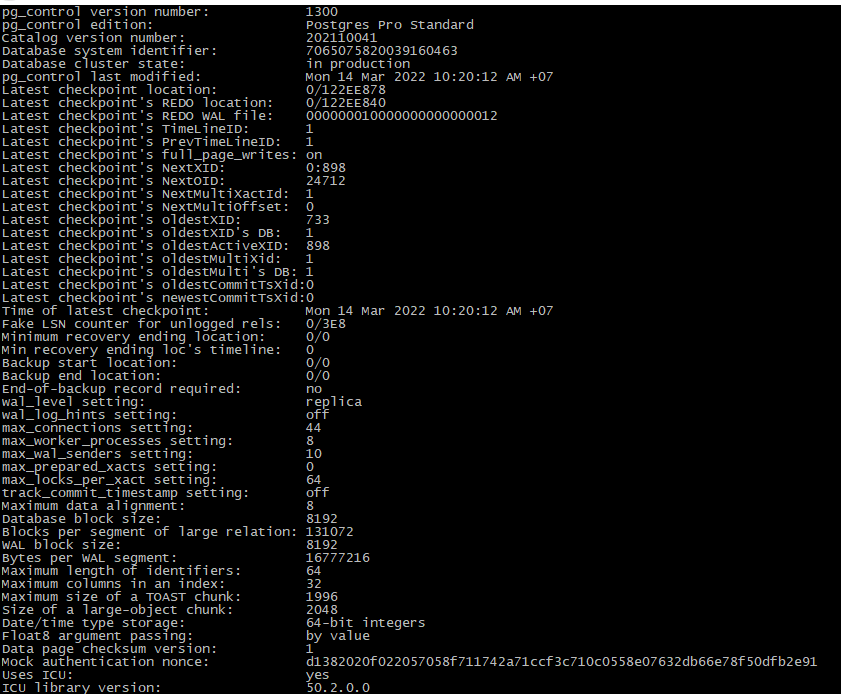 pg_control version number:            1300
pg_control edition:                   Postgres Pro Standard
Catalog version number:               202110041
Database system identifier:           7065075820039160463
Database cluster state:               in production
pg_control last modified:             Mon 14 Mar 2022 10:20:12 AM +07
Latest checkpoint location:           0/122EE878
Latest checkpoint's REDO location:    0/122EE840
Latest checkpoint's REDO WAL file:    000000010000000000000012
Latest checkpoint's TimeLineID:       1
Latest checkpoint's PrevTimeLineID:   1
Latest checkpoint's full_page_writes: on
Latest checkpoint's NextXID:          0:898
Latest checkpoint's NextOID:          24712
Latest checkpoint's NextMultiXactId:  1
Latest checkpoint's NextMultiOffset:  0
Latest checkpoint's oldestXID:        733
Latest checkpoint's oldestXID's DB:   1
Latest checkpoint's oldestActiveXID:  898
Latest checkpoint's oldestMultiXid:   1
Latest checkpoint's oldestMulti's DB: 1
Latest checkpoint's oldestCommitTsXid:0
Latest checkpoint's newestCommitTsXid:0
Time of latest checkpoint:            Mon 14 Mar 2022 10:20:12 AM +07
Fake LSN counter for unlogged rels:   0/3E8
Minimum recovery ending location:     0/0
Min recovery ending loc's timeline:   0
Backup start location:                0/0
Backup end location:                  0/0
End-of-backup record required:        no
wal_level setting:                    replica
wal_log_hints setting:                off
max_connections setting:              44
max_worker_processes setting:         8
max_wal_senders setting:              10
max_prepared_xacts setting:           0
max_locks_per_xact setting:           64
track_commit_timestamp setting:       off
Maximum data alignment:               8
Database block size:                  8192
Blocks per segment of large relation: 131072
WAL block size:                       8192
Bytes per WAL segment:                16777216
Maximum length of identifiers:        64
Maximum columns in an index:          32
Maximum size of a TOAST chunk:        1996
Size of a large-object chunk:         2048
Date/time type storage:               64-bit integers
Float8 argument passing:              by value
Data page checksum version:           1
Mock authentication nonce:            d1382020f022057058f711742a71ccf3c710c0558e07632db66e78f50dfb2e91
Uses ICU:                             yes
ICU library version:                  50.2.0.0